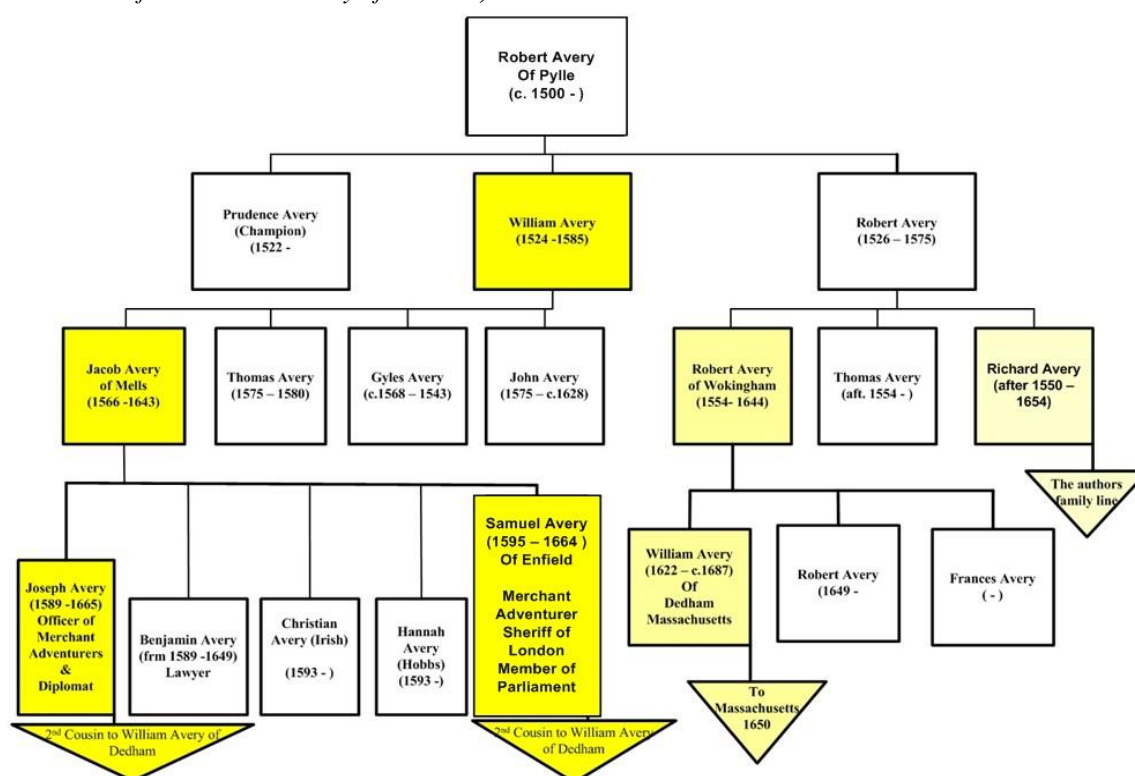 Robert Avery
Of Pylle
(c. 1500 - )
Prudence Avery
(Champion)
(1522 -
William Avery
(1524 -1585)
Robert Avery
(1526 – 1575)
Jacob Avery
of Mells
(1566 -1643)
Thomas Avery
(1575 – 1580)
Gyles Avery
(c.1568 – 1543)
John Avery
(1575 – c.1628)
Robert Avery
of Wokingham
(1554- 1644)
Thomas Avery
(aft. 1554 - )
Richard Avery
(after 1550 –
1654)
The authors
family line
Joseph Avery
(1589 -1665)
Officer of
Merchant
Adventurers
&
Diplomat
Benjamin Avery
(frm 1589 -1649)
Lawyer
Christian
Avery (Irish)
(1593 - )
Hannah
Avery
(Hobbs)
(1593 -)
Samuel Avery
(1595 – 1664 )
Of Enfield
Merchant
Adventurer
Sheriff of
London
Member of
Parliament
William Avery
(1622 – c.1687)
Of
Dedham
Massachusetts
Robert Avery
(1649 -
Frances Avery
( - )
2nd Cousin to William Avery of
Dedham
2nd Cousin to William Avery
of Dedham
To
Massachusetts
1650